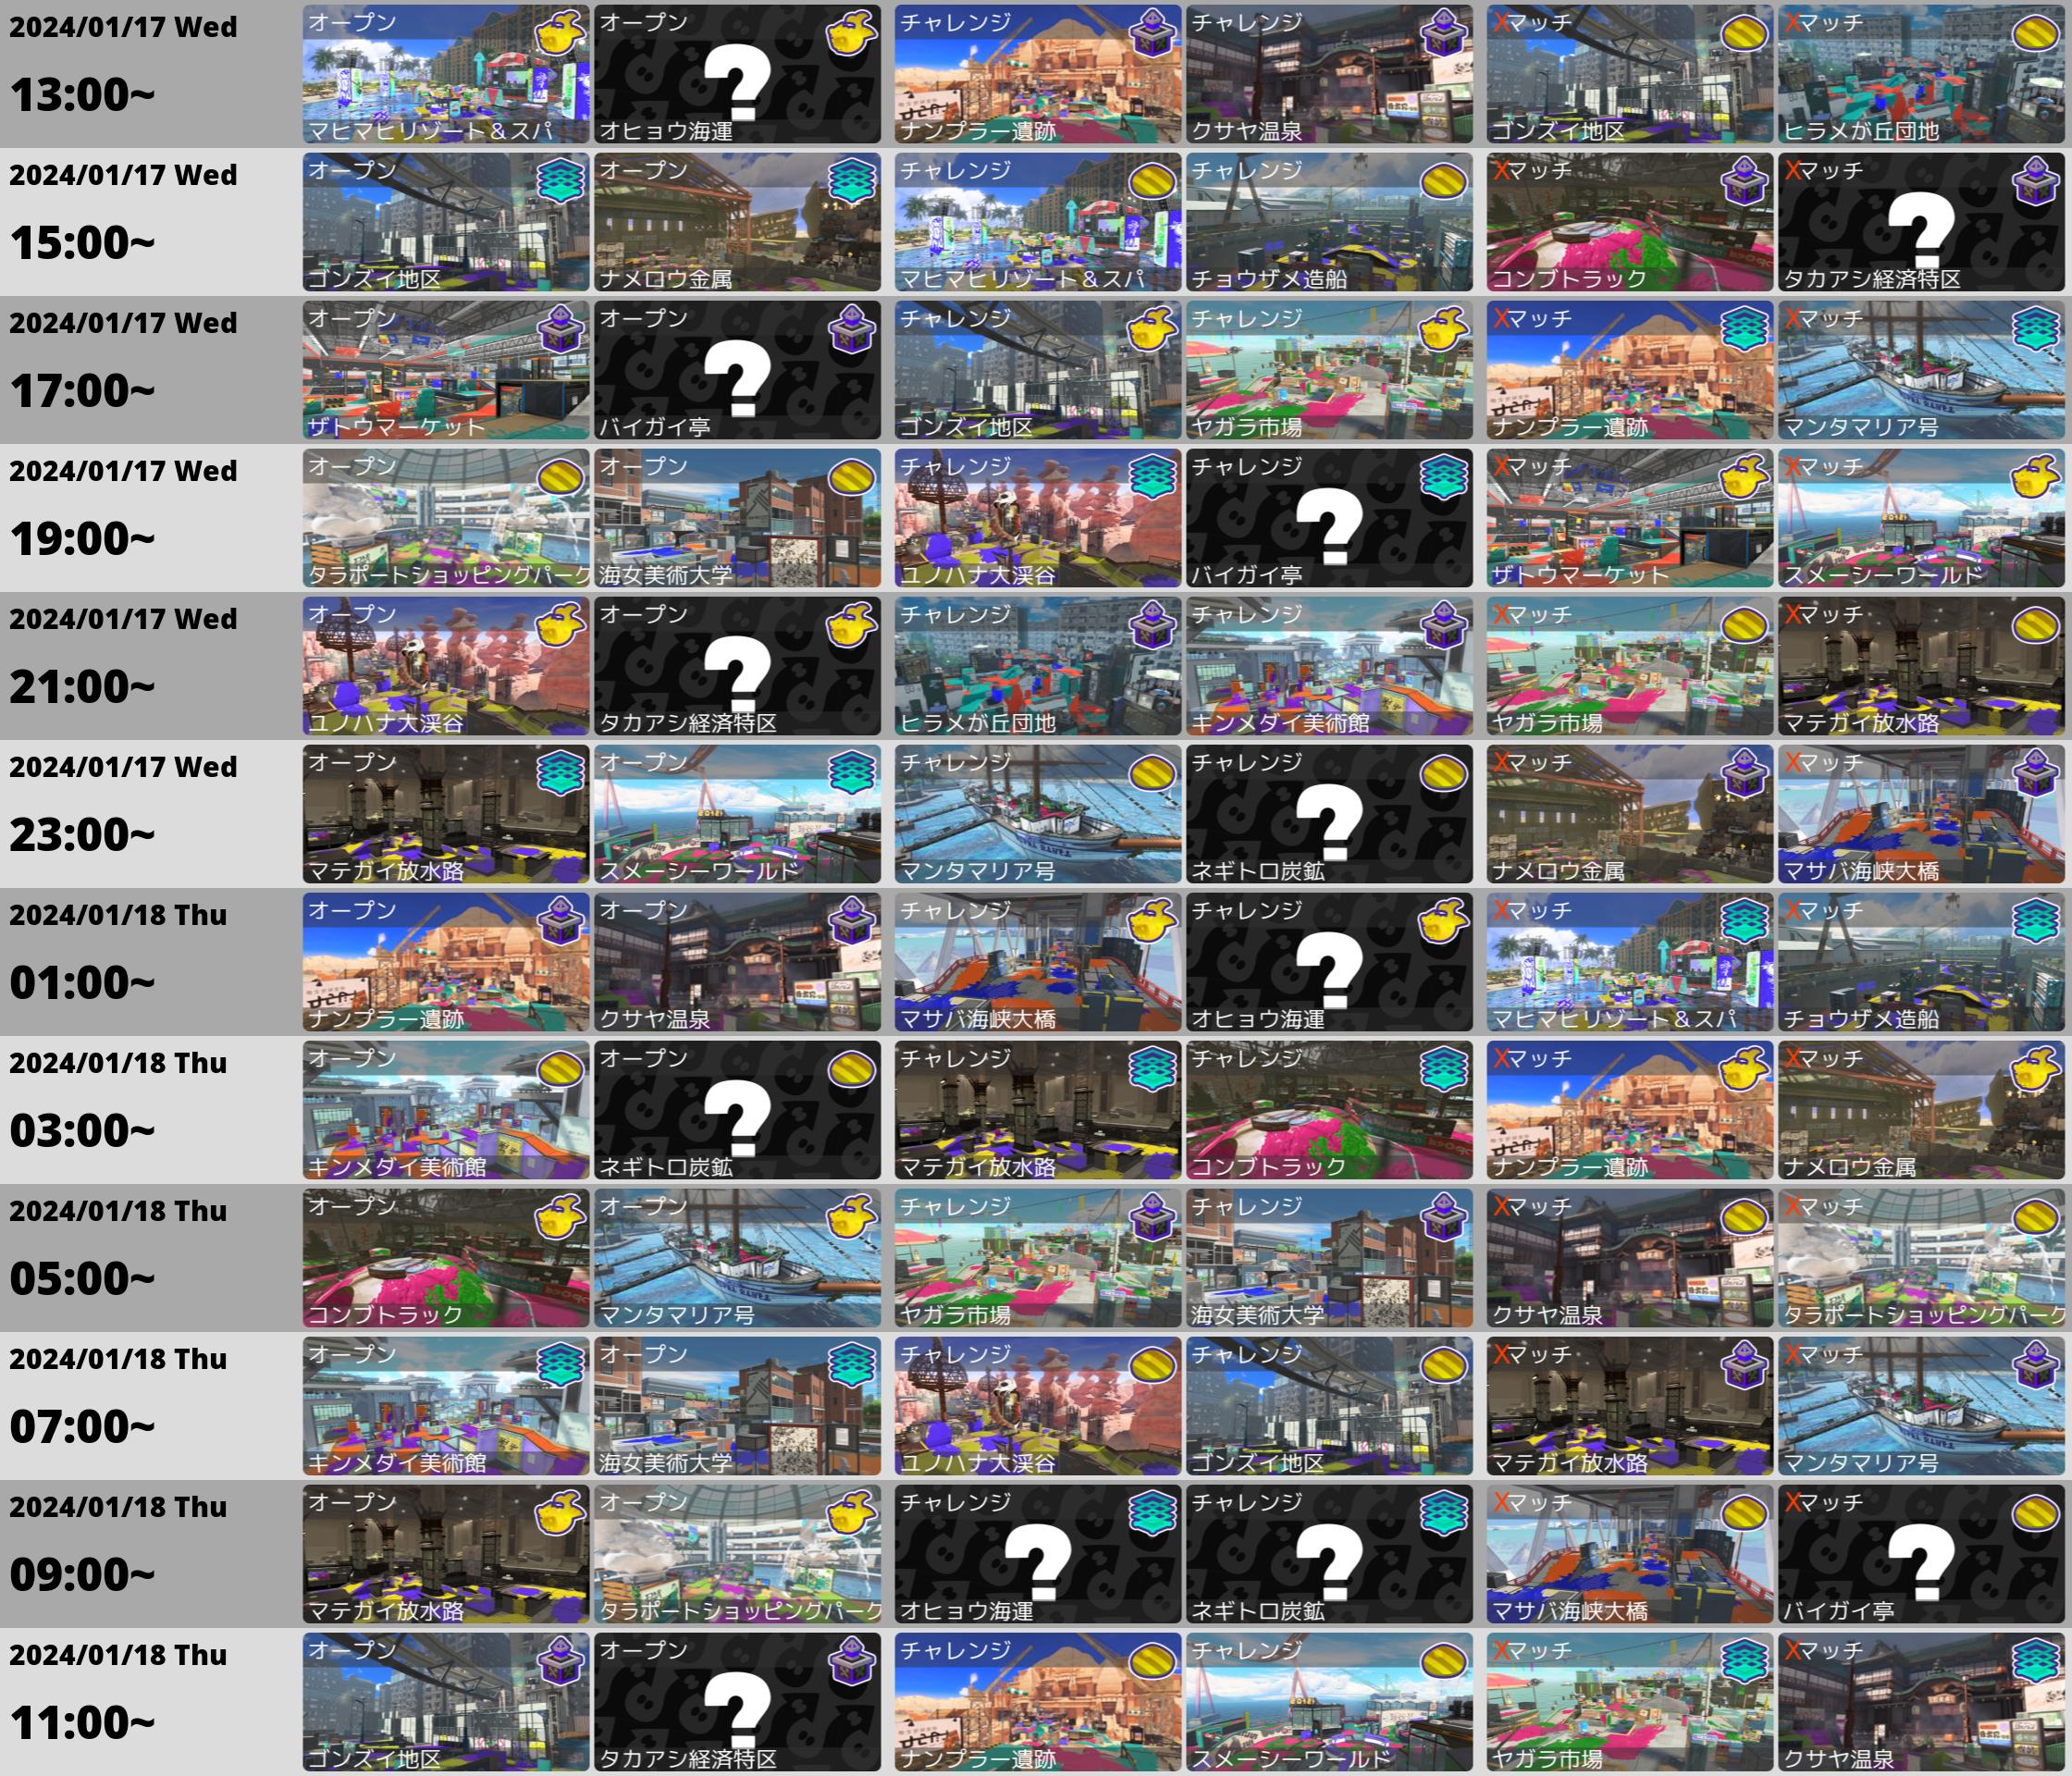 2024/01/17 Wed
13:00~
オープン
マヒマヒリゾート＆スパ
オープン
オヒョウ海運
チャレンジ
ナンプラー遺跡
チャレンジ
クサヤ温泉
Xマッチ
ゴンズイ地区
Xマッチ
ヒラメが丘団地
2024/01/17 Wed
15:00~
オープン
ゴンズイ地区
オープン
ナメロウ金属
チャレンジ
マヒマヒリゾート＆スパ
チャレンジ
チョウザメ造船
Xマッチ
コンブトラック
Xマッチ
タカアシ経済特区
2024/01/17 Wed
17:00~
オープン
ザトウマーケット
オープン
バイガイ亭
チャレンジ
ゴンズイ地区
チャレンジ
ヤガラ市場
Xマッチ
ナンプラー遺跡
Xマッチ
マンタマリア号
2024/01/17 Wed
19:00~
オープン
タラポートショッピングパーク
オープン
海女美術大学
チャレンジ
ユノハナ大渓谷
チャレンジ
バイガイ亭
Xマッチ
ザトウマーケット
Xマッチ
スメーシーワールド
2024/01/17 Wed
21:00~
オープン
ユノハナ大渓谷
オープン
タカアシ経済特区
チャレンジ
ヒラメが丘団地
チャレンジ
キンメダイ美術館
Xマッチ
ヤガラ市場
Xマッチ
マテガイ放水路
2024/01/17 Wed
23:00~
オープン
マテガイ放水路
オープン
スメーシーワールド
チャレンジ
マンタマリア号
チャレンジ
ネギトロ炭鉱
Xマッチ
ナメロウ金属
Xマッチ
マサバ海峡大橋
2024/01/18 Thu
01:00~
オープン
ナンプラー遺跡
オープン
クサヤ温泉
チャレンジ
マサバ海峡大橋
チャレンジ
オヒョウ海運
Xマッチ
マヒマヒリゾート＆スパ
Xマッチ
チョウザメ造船
2024/01/18 Thu
03:00~
オープン
キンメダイ美術館
オープン
ネギトロ炭鉱
チャレンジ
マテガイ放水路
チャレンジ
コンブトラック
Xマッチ
ナンプラー遺跡
Xマッチ
ナメロウ金属
2024/01/18 Thu
05:00~
オープン
コンブトラック
オープン
マンタマリア号
チャレンジ
ヤガラ市場
チャレンジ
海女美術大学
Xマッチ
クサヤ温泉
Xマッチ
タラポートショッピングパーク
2024/01/18 Thu
07:00~
オープン
キンメダイ美術館
オープン
海女美術大学
チャレンジ
ユノハナ大渓谷
チャレンジ
ゴンズイ地区
Xマッチ
マテガイ放水路
Xマッチ
マンタマリア号
2024/01/18 Thu
09:00~
オープン
マテガイ放水路
オープン
タラポートショッピングパーク
チャレンジ
オヒョウ海運
チャレンジ
ネギトロ炭鉱
Xマッチ
マサバ海峡大橋
Xマッチ
バイガイ亭
2024/01/18 Thu
11:00~
オープン
ゴンズイ地区
オープン
タカアシ経済特区
チャレンジ
ナンプラー遺跡
チャレンジ
スメーシーワールド
Xマッチ
ヤガラ市場
Xマッチ
クサヤ温泉